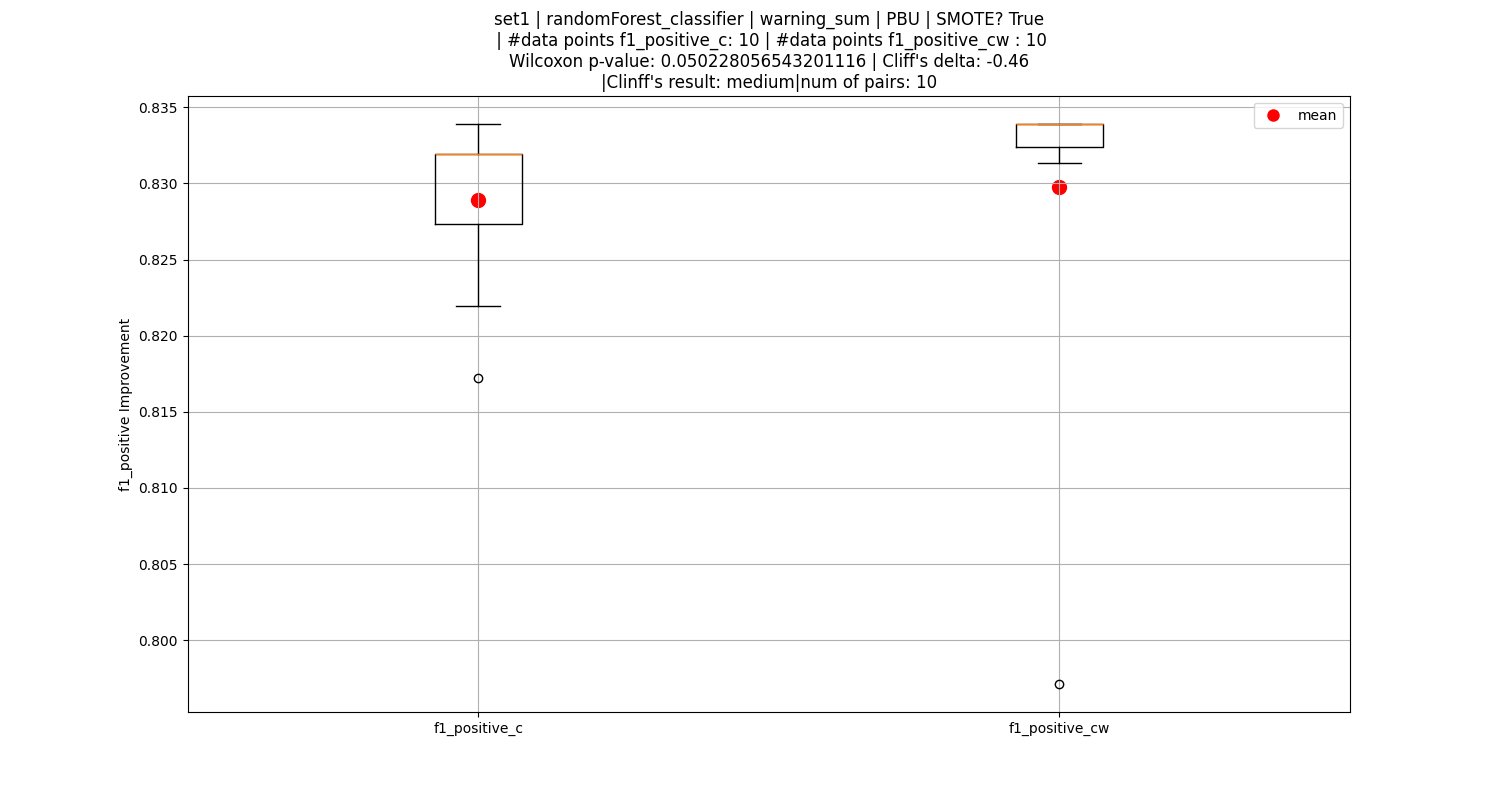 set1 | randomForest_classifier | warning_sum | PBU | SMOTE? True
| #data points f1_positive_c: 10 | #data points f1_positive_cw : 10
Wilcoxon p-value: 0.050228056543201116 | Cliff's delta: -0.46
|Clinff's result: medium|num of pairs: 10
mean
0.835
0.830
0.825
0.820
0.815
0.810
0.805
0.800
f1_positive Improvement
f1_positive_c
f1_positive_cw